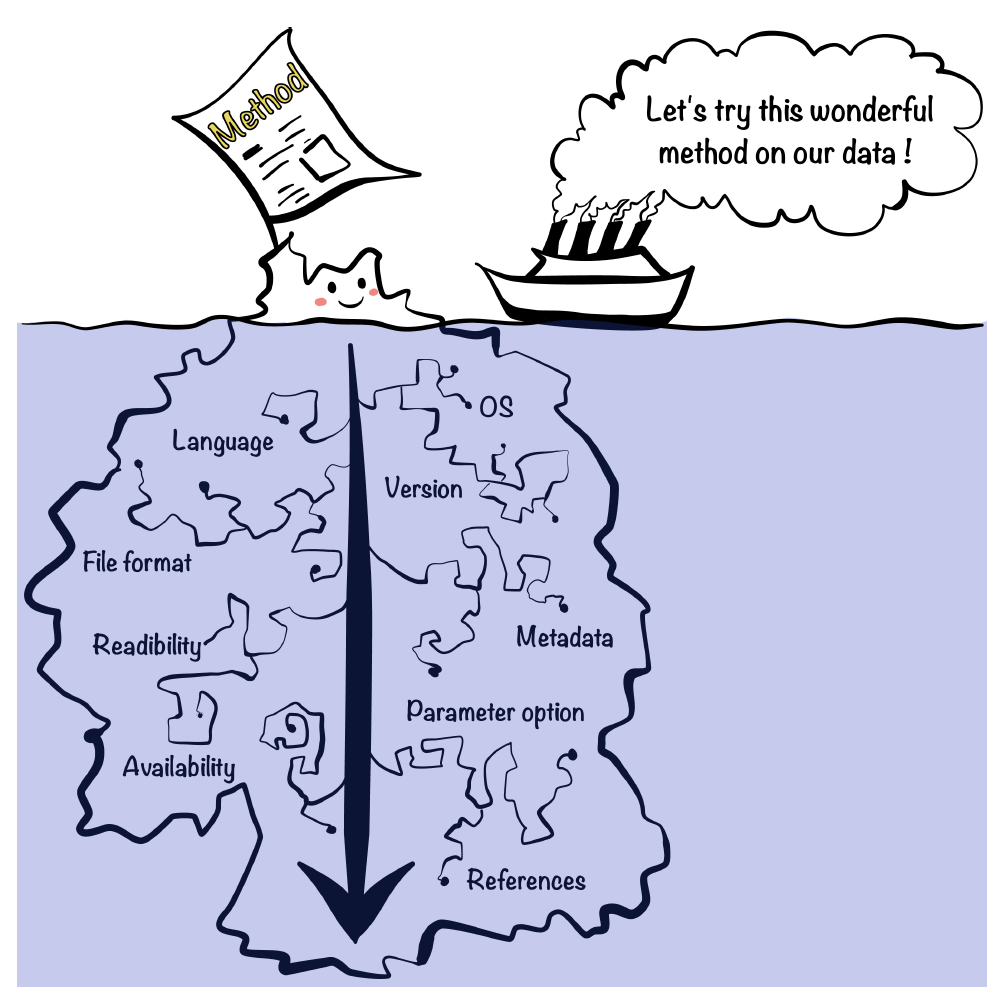 Method
Let's try this wonderful
method on our data !
OS
Language
Version
File format
Metadata
Readibility
Parameter option
Availability
References